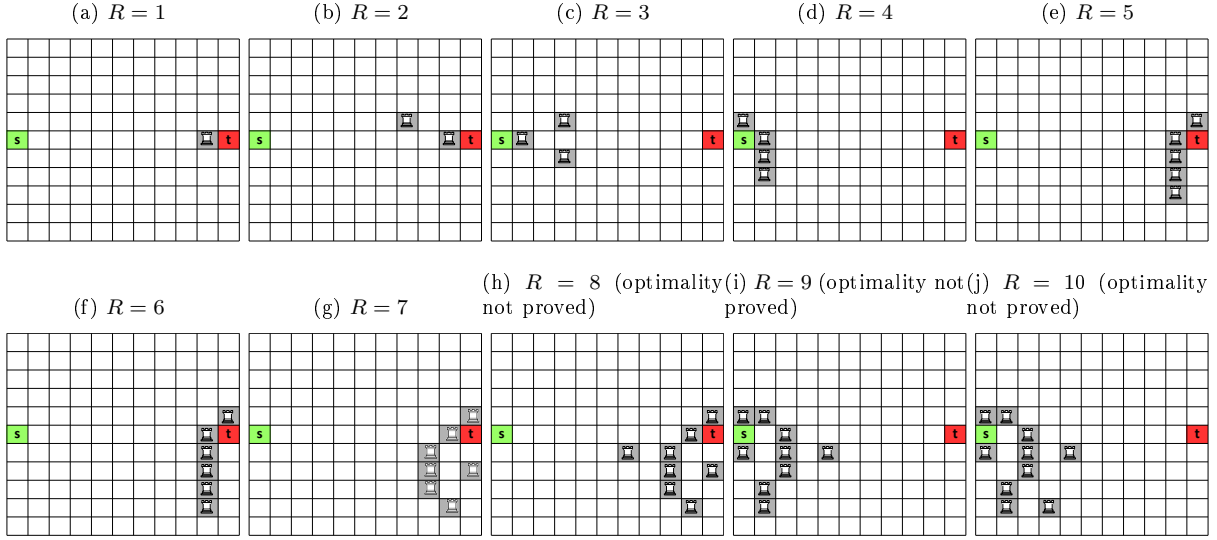 (a) R = 1
(b) R = 2
(c) R = 3
(d) R = 4
(e) R = 5
s t
s t
s t
s t
s t
(f) R = 6
(g) R = 7
(h) R = 8 (optimality
not proved)
(i) R = 9 (optimality not
proved)
(j) R = 10 (optimality
not proved)
s t
s t
s t
s t
s t